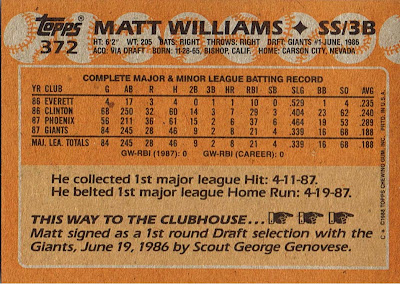 Topps
372
MATT WILLIAMS ✦ SS/3B
HT: 6'2" WT: 205 BATS: RIGHT THROWS: RIGHT DRFT: GIANTS #1-JUNE, 1986
ACQ: VIA DRAFT BORN: 11-28-65, BISHOP, CALIF. HOME: CARSON CITY, NEVADA
COMPLETE MAJOR & MINOR LEAGUE BATTING RECORD
YR CLUB G AB R H 2B 3B HR RBI SB SLG BB SO AVG
86 EVERETT 4 17 3 4 0 1 1 10 0 .529 1 4 .235
86 CLINTON 68 250 32 60 14 3 7 29 3 .404 23 62 .240
87 PHOENIX 56 211 36 61 15 2 6 37 6 .464 19 53 .289
87 GIANTS 84 245 28 46 9 2 8 21 4 .339 16 68 .188
MAJ. LEA. TOTALS 84 245 28 46 9 2 8 21 4 .339 16 68 .188
GW-RBI (1987): 0 GW-RBI (CAREER): 0
He collected 1st major league Hit: 4-11-87.
He belted 1st major league Home Run: 4-19-87.
THIS WAY TO THE CLUBHOUSE...
Matt signed as a 1st round Draft selection with the
Giants, June 19, 1986 by Scout George Genovese.
C ★ ©1988 TOPPS CHEWING GUM, INC. PRTD. IN U.S.A.